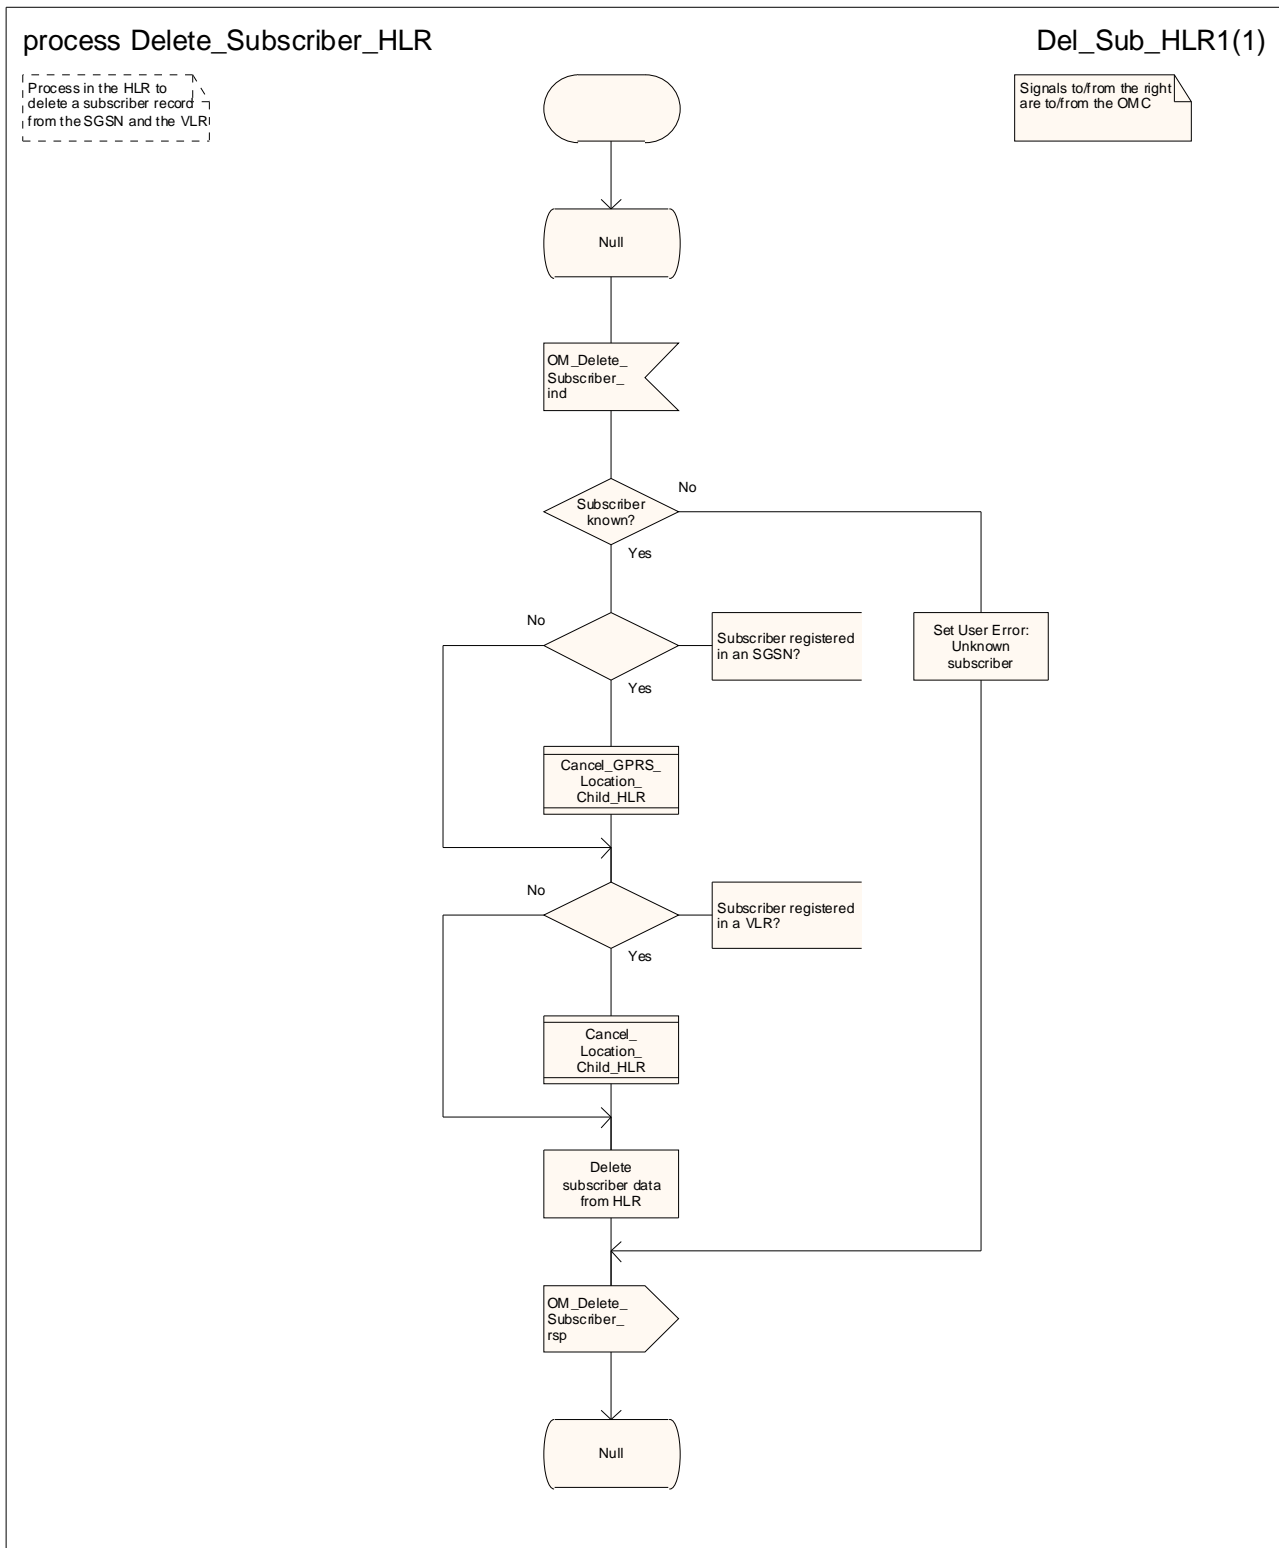 process Delete_Subscriber_HLR
Del_Sub_HLR1(1)
Process in the HLR to
delete a subscriber record
from the SGSN and the VLR
Signals to/from the right
are to/from the OMC
Null
OM_Delete_
Subscriber_
ind
Subscriber
known?
No
Yes
No
Subscriber registered
in an SGSN?
Set User Error:
Unknown
subscriber
Yes
Cancel_GPRS_
Location_
Child_HLR
No
Subscriber registered
in a VLR?
Yes
Cancel_
Location_
Child_HLR
Delete
subscriber data
from HLR
OM_Delete_
Subscriber_
rsp
Null